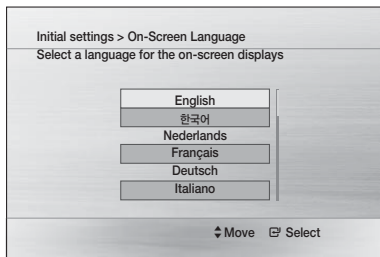 Initial settings > On-Screen Language
Select a language for the on-screen displays
English
한국어
Nederlands
Français
Deutsch
Italiano
Move Select